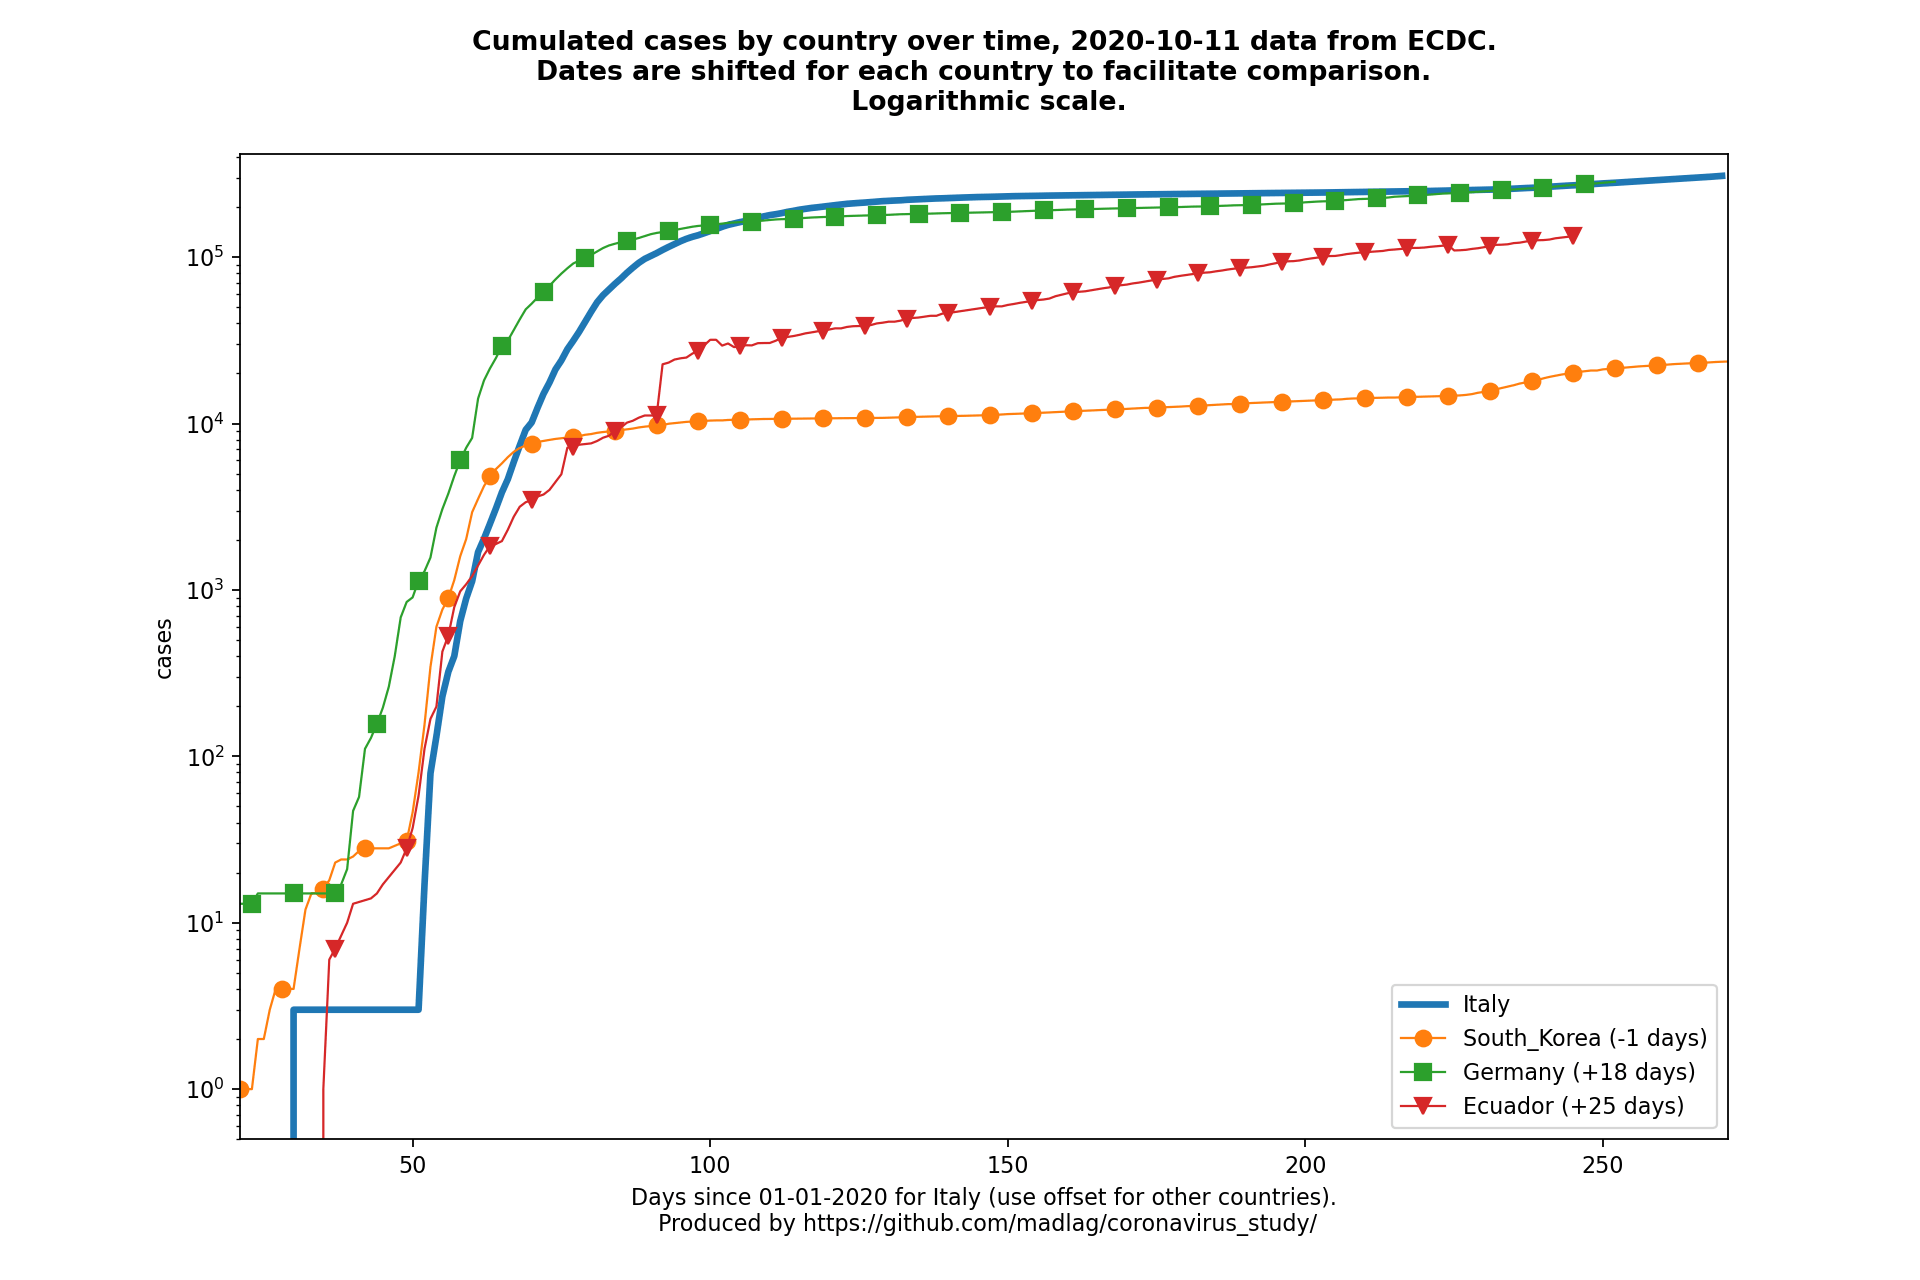 Cumulated cases by country over time, 2020-10-11 data from ECDC.
Dates are shifted for each country to facilitate comparison.
Logarithmic scale.
10^5
10^4
10^3
10^2
10^1
10^0
cases
Italy
South_Korea (-1 days)
Germany (+18 days)
Ecuador (+25 days)
50 100 150 200 250
Days since 01-01-2020 for Italy (use offset for other countries).
Produced by https://github.com/madlag/coronavirus_study/